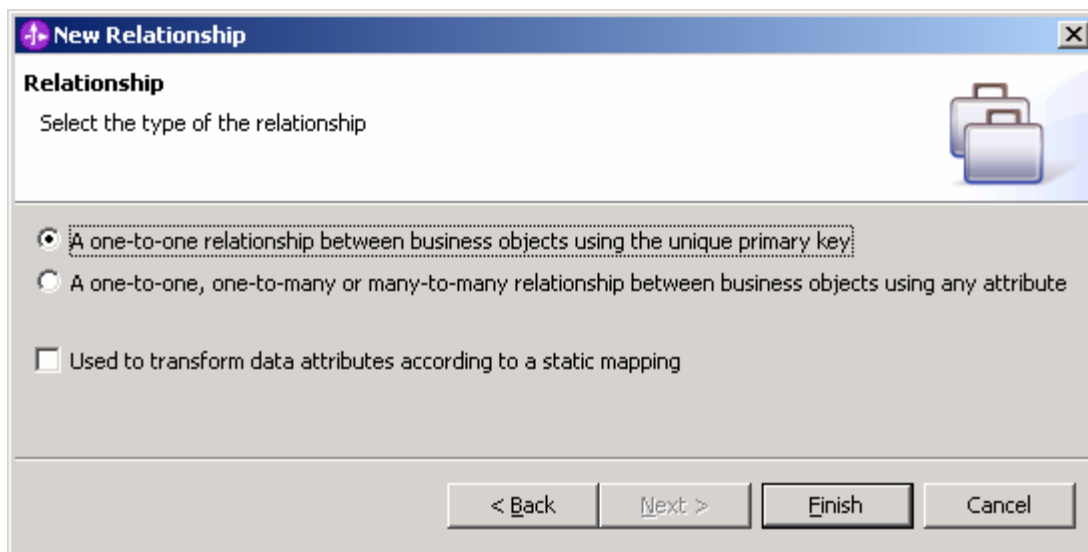 New Relationship
Relationship
Select the type of the relationship
A one-to-one relationship between business objects using the unique primary key
A one-to-one, one-to-many or many-to-many relationship between business objects using any attribute
Used to transform data attributes according to a static mapping
< Back Next > Finish Cancel